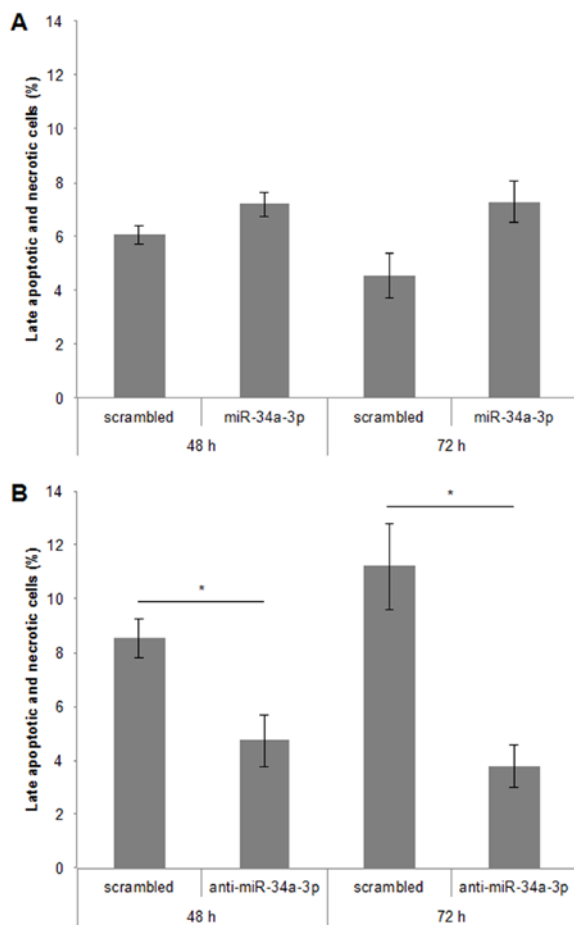 A
Late apoptotic and necrotic cells (%)
14
12
10
8
6
4
2
0
scrambled miR-34a-3p scrambled miR-34a-3p
48 h 72 h
B
Late apoptotic and necrotic cells (%)
14
12
10
8
6
4
2
0
*
*
scrambled anti-miR-34a-3p scrambled anti-miR-34a-3p
48 h 72 h